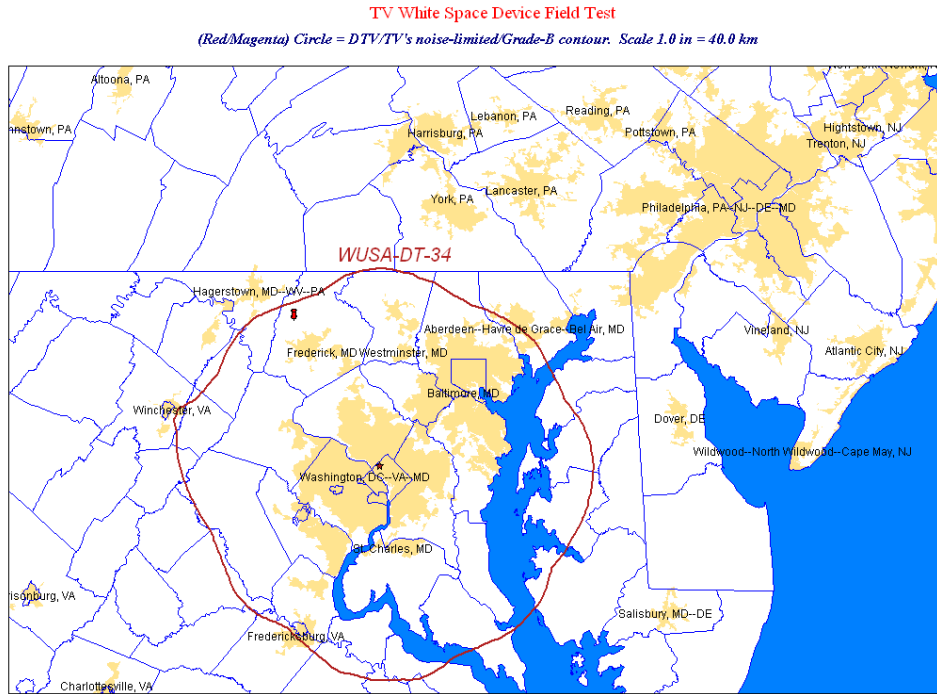 TV White Space Device Field Test
(Red/Magenta) Circle = DTV/TV's noise-limited/Grade-B contour. Scale 1.0 in = 40.0 km
Altoona, PA
nnstown, PA
Harrisburg, PA
Lebanon, PA
Reading, PA
Pottstown, PA
Hightstown, NJ
Trenton, NJ
York, PA
Lancaster, PA
Philadelphia, PA--NJ--DE--MD
WUSA-DT-34
Hagerstown, MD--WV--PA
Aberdeen--Havre de Grace--Bel Air, MD
Vineland, NJ
Frederick, MD
Westminster, MD
Atlantic City, NJ
Baltimore, MD
Winchester, VA
Dover, DE
Wildwood--North Wildwood--Cape May, NJ
Washington, DC--VA--MD
St. Charles, MD
risonburg, VA
Salisbury, MD--DE
Fredericksburg, VA
Charlottesville, VA